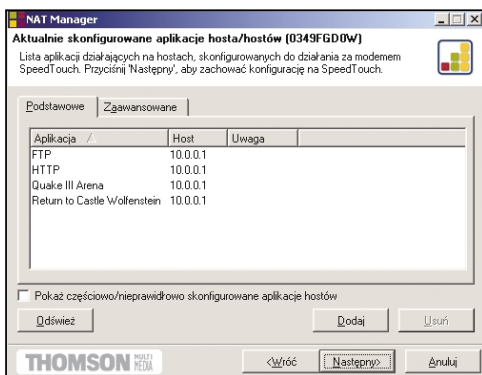 NAT Manager
Aktualnie skonfigurowane aplikacje hosta/hostów (0349FGD0W)
Lista aplikacji działających na hostach, skonfigurowanych do działania za modemem
SpeedTouch. Przyciśnij 'Następny', aby zachować konfigurację na SpeedTouch.
Podstawowe Zaawansowane
Aplikacja Host Uwaga
FTP 10.0.0.1
HTTP 10.0.0.1
Quake III Arena 10.0.0.1
Return to Castle Wolfenstein 10.0.0.1
Pokaż częściowo/nieprawidłowo skonfigurowane aplikacje hostów
Odśwież Dodaj Usuń
THOMSON MULTI MEDIA <Wróć Następny> Anuluj